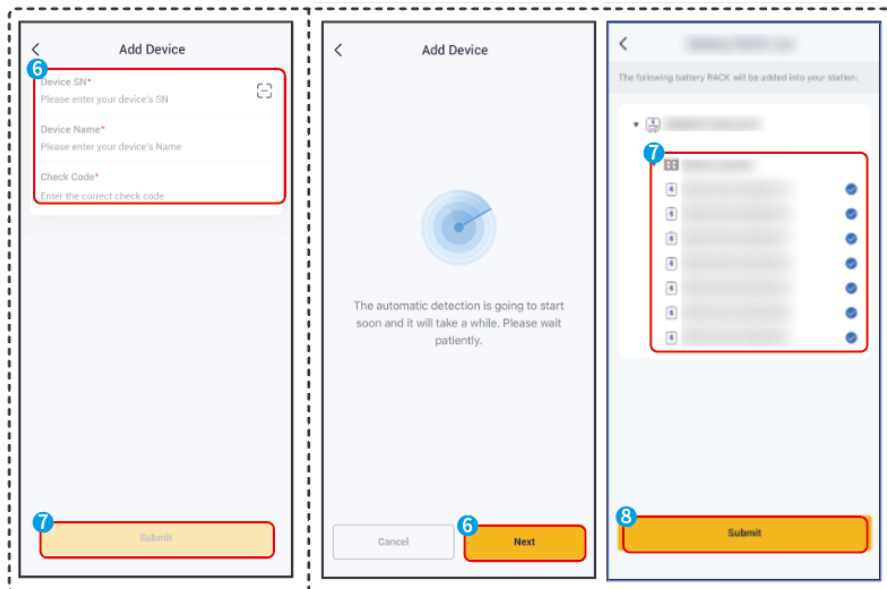 Add Device
6
Device SN*
Please enter your device's SN
Device Name*
Please enter your device's Name
Check Code*
Enter the correct check code
7
Submit
Add Device
The automatic detection is going to start
soon and it will take a while. Please wait
patiently.
Cancel
6
Next
The following battery RACK will be added into your station:
7
8
Submit